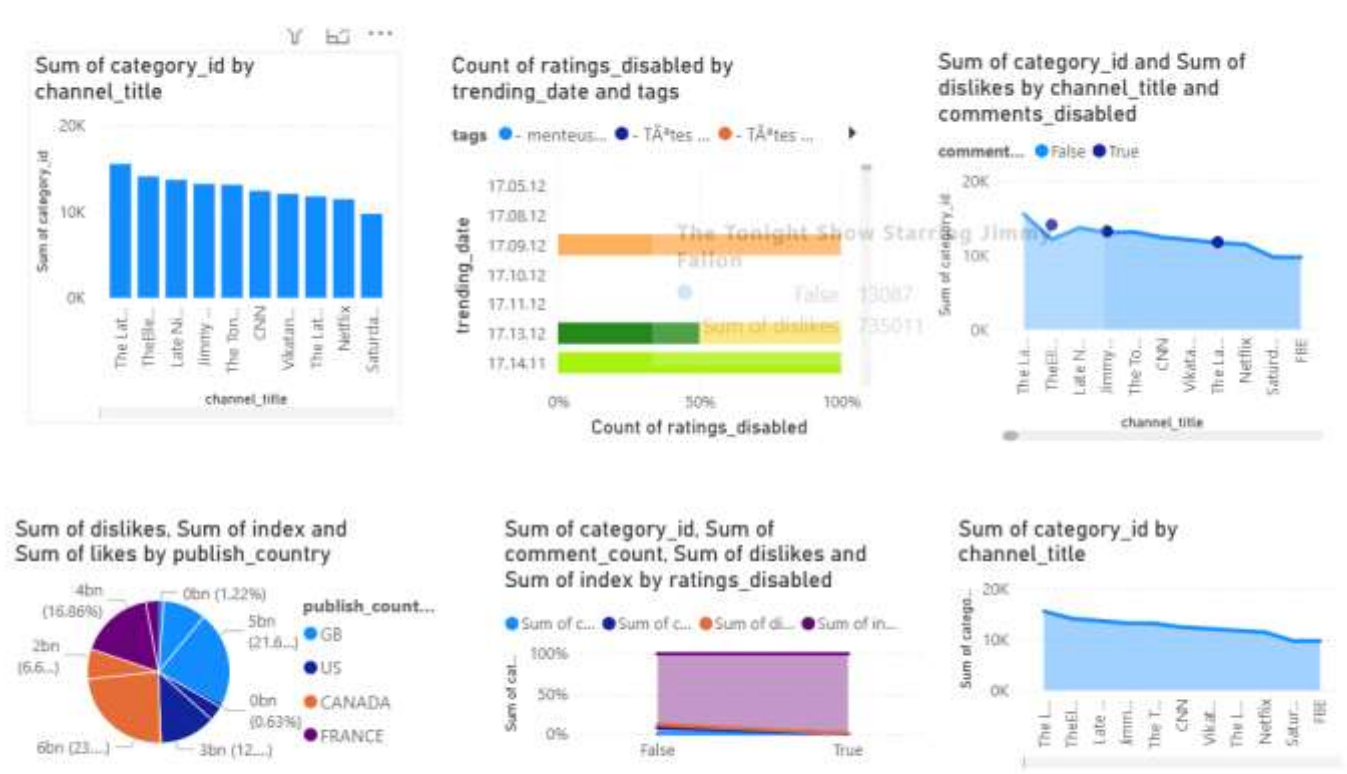 Sum of category_id by
channel_title
20K
10K
0K
Sum of category_id
The Lat...
TheElle...
Late Ni...
Jimmy ...
The Ton...
CNN
Vikatan...
The Lat...
Netflix
Saturda...
channel_title
Count of ratings_disabled by
trending_date and tags
tags - menteus... - TÃªtes ... - TÃªtes ...
trending_date
17.05.12
17.08.12
17.09.12
17.10.12
17.11.12
17.13.12
17.14.11
0% 50% 100%
Count of ratings_disabled
The Tonight Show Starring Jimmy
Fallon
False 13087
Sum of dislikes 735011
Sum of category_id and Sum of
dislikes by channel_title and
comments_disabled
comment... False True
20K
10K
0K
Sum of category_id
The La...
TheEll...
Late N...
Jimmy ...
The To...
CNN
Vikata...
The La...
Netflix
Saturd...
FBE
channel_title
Sum of dislikes, Sum of index and
Sum of likes by publish_country
4bn
(16.86%)
0bn (1.22%)
5bn
(21.6...)
2bn
(6.6...)
0bn
(0.63%)
6bn (23....)
3bn (12....)
publish_count...
GB
US
CANADA
FRANCE
Sum of category_id, Sum of
comment_count, Sum of dislikes and
Sum of index by ratings_disabled
Sum of c... Sum of c... Sum of di... Sum of in...
100%
50%
0%
Sum of cat...
False True
Sum of category_id by
channel_title
20K
10K
0K
Sum of catego...
The L...
TheEl...
Late ...
Jimm...
The T...
CNN
Vikat...
The L...
Netflix
Satur...
FBE